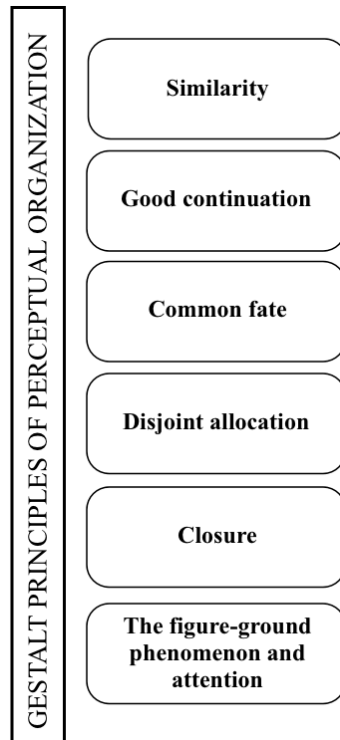 GESTALT PRINCIPLES OF PERCEPTUAL ORGANIZATION
Similarity
Good continuation
Common fate
Disjoint allocation
Closure
The figure-ground
phenomenon and
attention